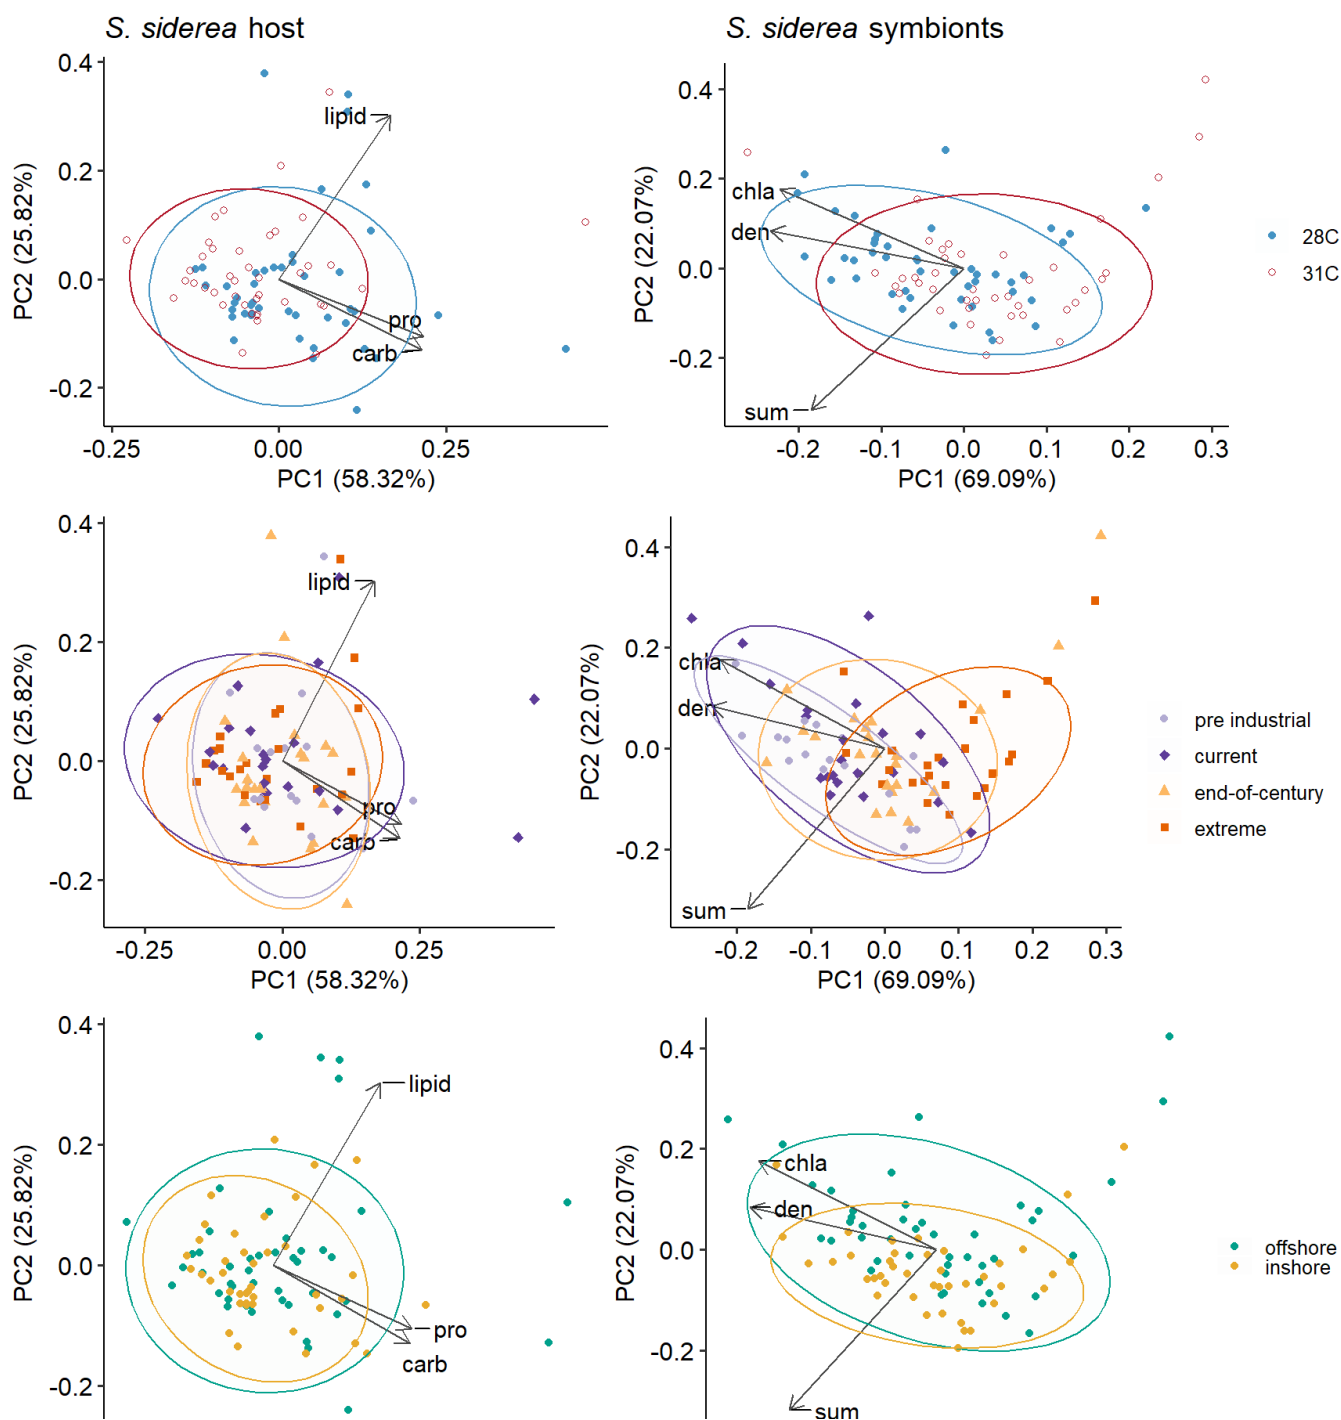 S. siderea host
S. siderea symbionts
0.4
0.2
0.0
-0.2
PC2 (25.82%)
lipid
pro
carb
-0.25
0.00
0.25
PC1 (58.32%)
0.4
0.2
0.0
-0.2
PC2 (22.07%)
chla
den
sum
-0.2
-0.1
0.0
0.1
0.2
0.3
PC1 (69.09%)
28C
31C
0.4
0.2
0.0
-0.2
PC2 (25.82%)
lipid
pro
carb
-0.25
0.00
0.25
PC1 (58.32%)
0.4
0.2
0.0
-0.2
PC2 (22.07%)
chla
den
sum
-0.2
-0.1
0.0
0.1
0.2
0.3
PC1 (69.09%)
pre industrial
current
end-of-century
extreme
0.4
0.2
0.0
-0.2
PC2 (25.82%)
lipid
pro
carb
0.4
0.2
0.0
-0.2
PC2 (22.07%)
chla
den
sum
offshore
inshore